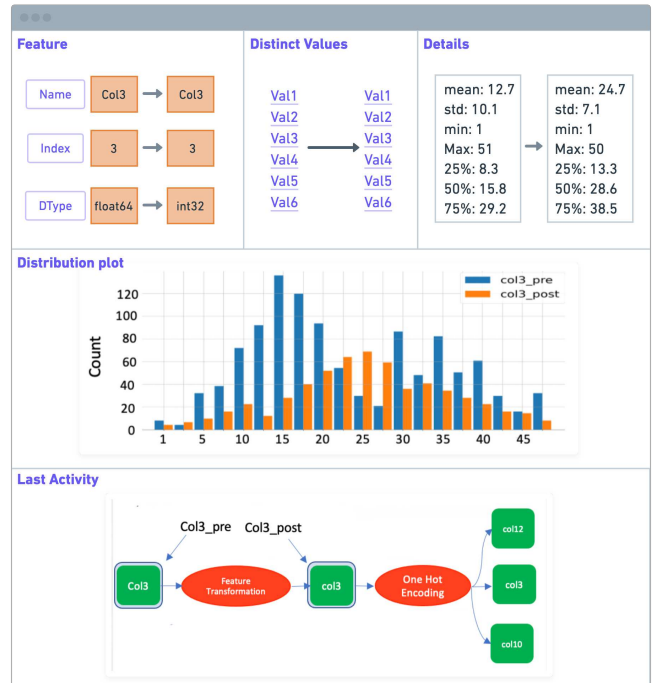 Feature
Name Col3 Col3
Index 3 3
DType float64 int32
Distinct Values
Val1 Val1
Val2 Val2
Val3 Val3
Val4 Val4
Val5 Val5
Val6 Val6
Details
mean: 12.7
std: 10.1
min: 1
Max: 51
25%: 8.3
50%: 15.8
75%: 29.2
mean: 24.7
std: 7.1
min: 1
Max: 50
25%: 13.3
50%: 28.6
75%: 38.5
Distribution plot
col3_pre
col3_post
Count
120
100
80
60
40
20
0
1 5 10 15 20 25 30 35 40 45
Last Activity
Col3_pre Col3_post
Col3
Feature
Transformation
col3
One Hot
Encoding
col12
col3
col10